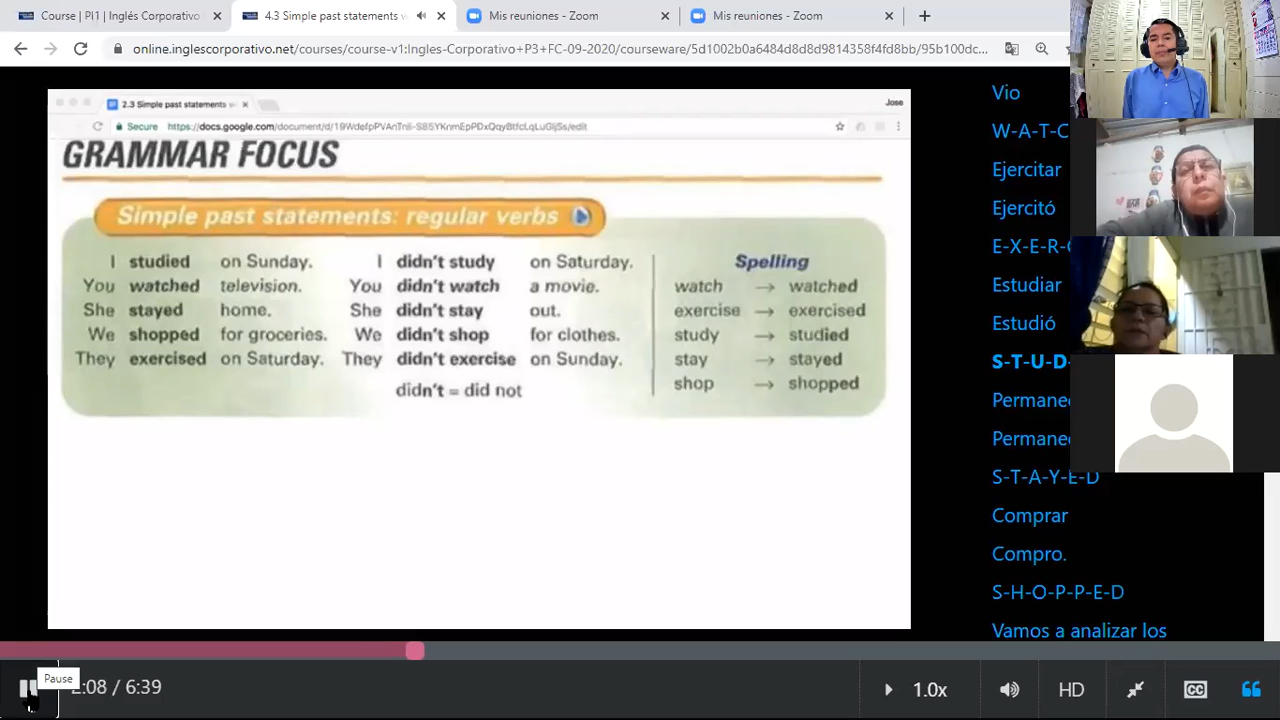 Course | PI1 | Inglés Corporativo
4.3 Simple past statements
Mis reuniones - Zoom
Mis reuniones - Zoom
online.inglescorporativo.net/courses/course-v1:Ingles-Corporativo+P3+FC-09-2020/courseware/
2.3 Simple past statements
Jose
Secure
GRAMMAR FOCUS
Simple past statements: regular verbs
I studied on Sunday. I didn't study on Saturday.
You watched television. You didn't watch a movie.
She stayed home. She didn't stay out.
We shopped for groceries. We didn't shop for clothes.
They exercised on Saturday. They didn't exercise on Sunday.
didn't = did not
Spelling
watch → watched
exercise → exercised
study → studied
stay → stayed
shop → shopped
Vio
W-A-T-C
Ejercitar
Ejercitó
E-X-E-R-
Estudiar
Estudió
S-T-U-D-
S-T-A-Y-E-D
Comprar
Compro.
S-H-O-P-P-E-D
Vamos a analizar los
Pause
2:08 / 6:39
1.0x
HD
CC